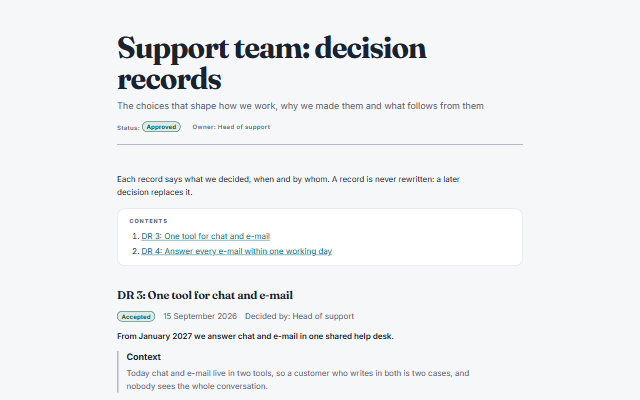 Support team: decision
records
The choices that shape how we work, why we made them and what follows from them
Status: Approved Owner: Head of support
Each record says what we decided, when and by whom. A record is never rewritten: a later
decision replaces it.
CONTENTS
1. DR 3: One tool for chat and e-mail
2. DR 4: Answer every e-mail within one working day
DR 3: One tool for chat and e-mail
Accepted 15 September 2026 Decided by: Head of support
From January 2027 we answer chat and e-mail in one shared help desk.
Context
Today chat and e-mail live in two tools, so a customer who writes in both is two cases, and
nobody sees the whole conversation.